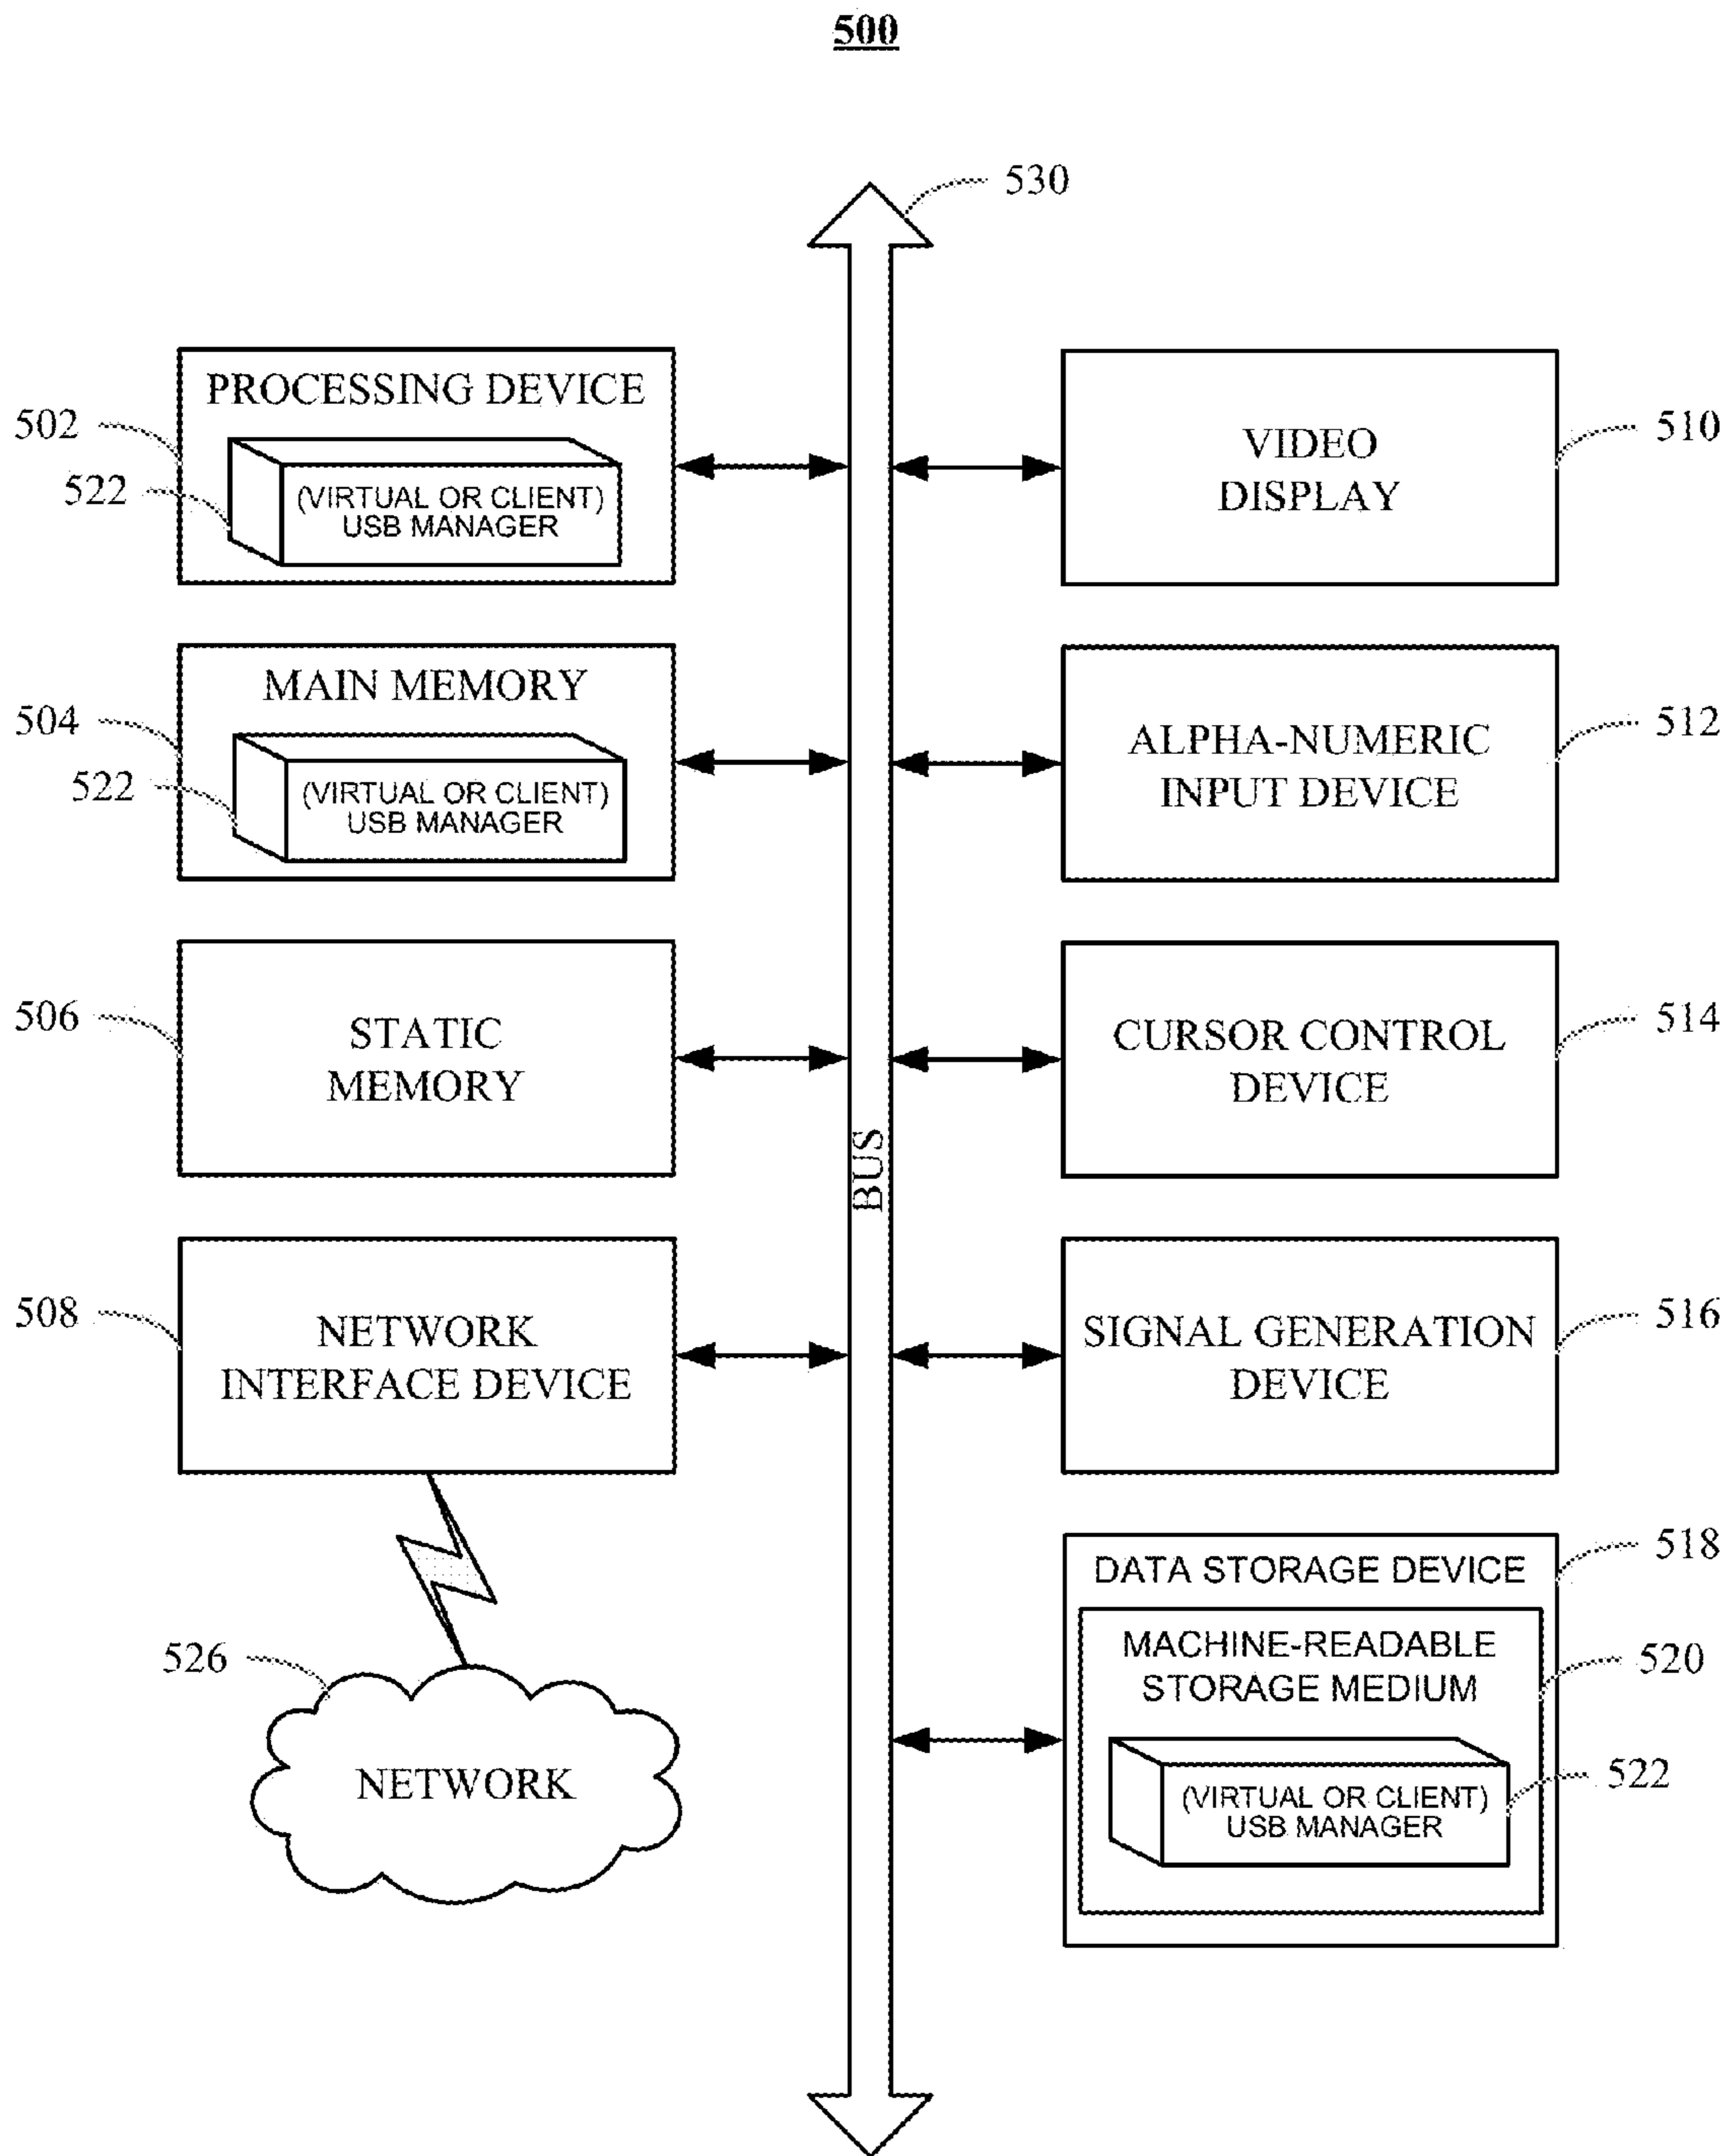 500
530
PROCESSING DEVICE
502
522
(VIRTUAL OR CLIENT)
USB MANAGER
VIDEO
DISPLAY
510
MAIN MEMORY
504
522
(VIRTUAL OR CLIENT)
USB MANAGER
ALPHA-NUMERIC
INPUT DEVICE
512
506
STATIC
MEMORY
CURSOR CONTROL
DEVICE
514
BUS
508
NETWORK
INTERFACE DEVICE
SIGNAL GENERATION
DEVICE
516
518
DATA STORAGE DEVICE
MACHINE-READABLE
STORAGE MEDIUM
520
(VIRTUAL OR CLIENT)
USB MANAGER
522
526
NETWORK